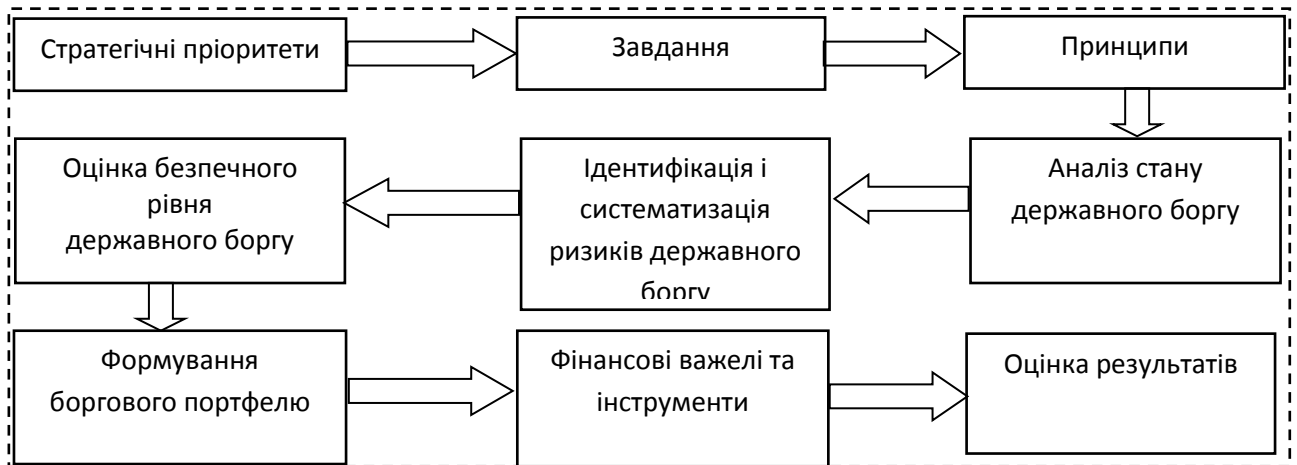 Стратегічні пріоритети
Завдання
Принципи
Оцінка безпечного
рівня
державного боргу
Ідентифікація і
систематизація
ризиків державного
боргу
Аналіз стану
державного боргу
Формування
боргового портфелю
Фінансові важелі та
інструменти
Оцінка результатів